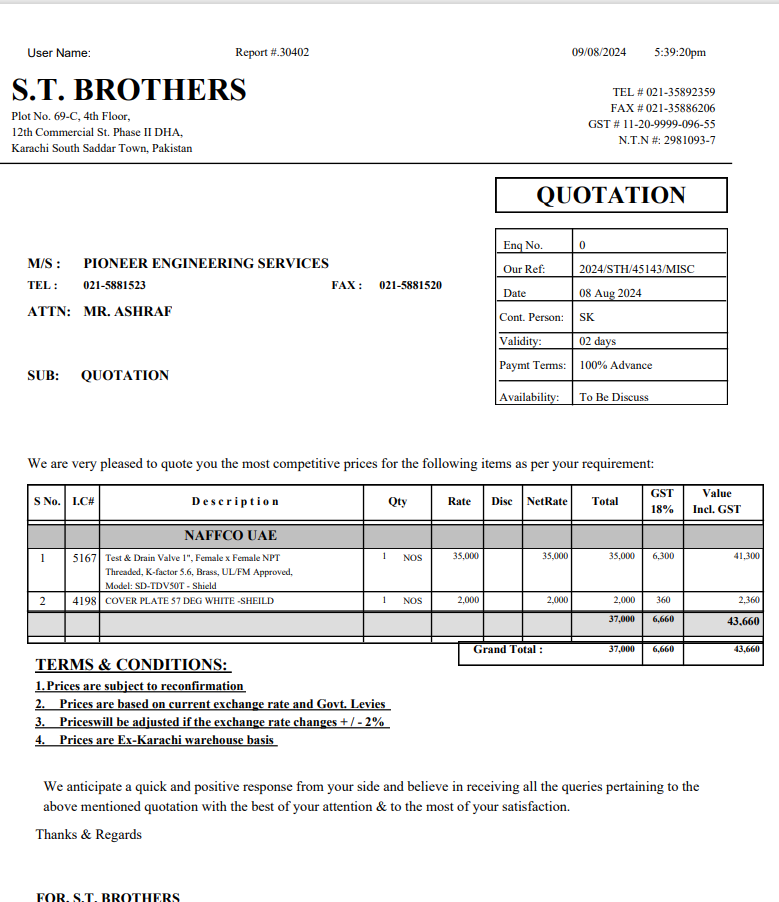 User Name: Report #.30402 09/08/2024 5:39:20pm
S.T. BROTHERS
Plot No. 69-C, 4th Floor,
12th Commercial St. Phase II DHA,
Karachi South Saddar Town, Pakistan
TEL # 021-35892359
FAX # 021-35886206
GST # 11-20-9999-096-55
N.T.N #: 2981093-7
QUOTATION
Enq No. 0
Our Ref: 2024/STH/45143/MISC
Date 08 Aug 2024
Cont. Person: SK
Validity: 02 days
Paymt Terms: 100% Advance
Availability: To Be Discuss
M/S : PIONEER ENGINEERING SERVICES
TEL : 021-5881523 FAX : 021-5881520
ATTN: MR. ASHRAF
SUB: QUOTATION
We are very pleased to quote you the most competitive prices for the following items as per your requirement:
S No. I.C# Description Qty Rate Disc NetRate Total GST 18% Value Incl. GST
NAFFCO UAE
1 5167 Test & Drain Valve 1", Female x Female NPT 1 NOS 35,000 35,000 35,000 6,300 41,300
Threaded, K-factor 5.6, Brass, UL/FM Approved,
Model: SD-TDV50T - Shield
2 4198 COVER PLATE 57 DEG WHITE -SHEILD 1 NOS 2,000 2,000 2,000 360 2,360
37,000 6,660 43,660
Grand Total : 37,000 6,660 43,660
TERMS & CONDITIONS:
1. Prices are subject to reconfirmation
2. Prices are based on current exchange rate and Govt. Levies
3. Priceswill be adjusted if the exchange rate changes + / - 2%
4. Prices are Ex-Karachi warehouse basis
We anticipate a quick and positive response from your side and believe in receiving all the queries pertaining to the
above mentioned quotation with the best of your attention & to the most of your satisfaction.
Thanks & Regards
FOR. S.T. BROTHERS